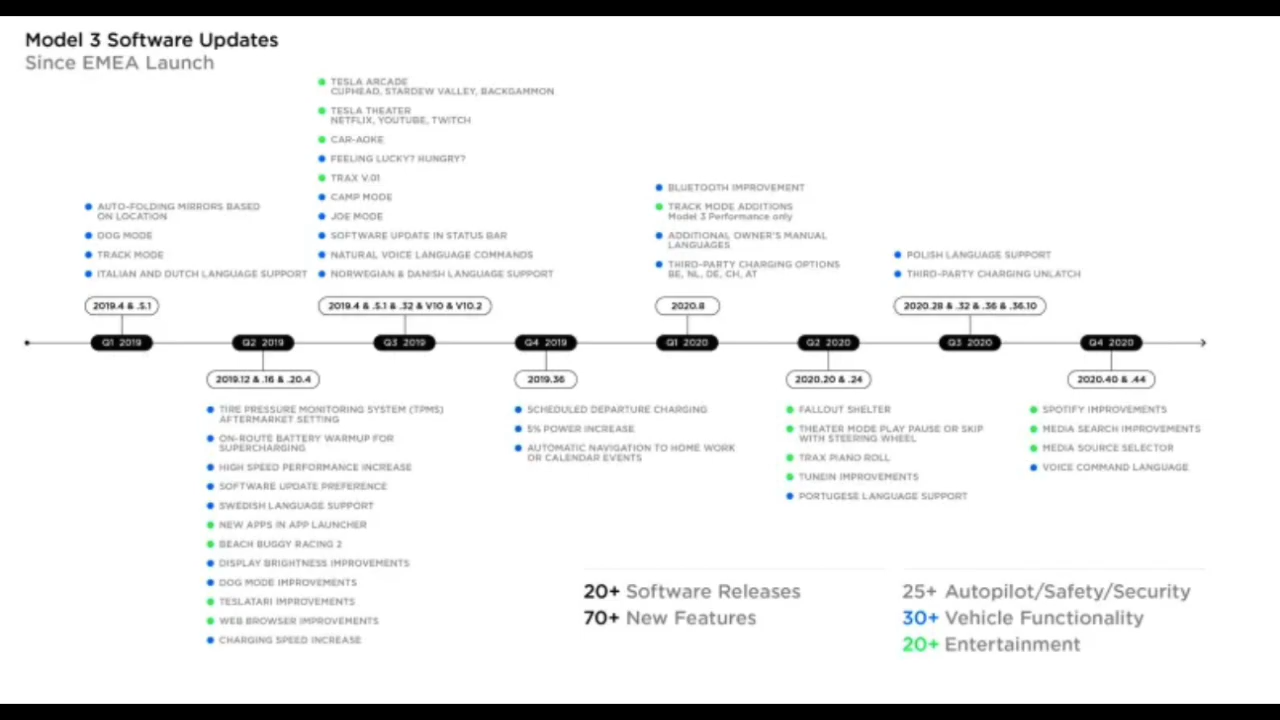 Model 3 Software Updates
Since EMEA Launch
TESLA ARCADE
CUPHEAD, STARDEW VALLEY, BACKGAMMON
TESLA THEATER
NETFLIX, YOUTUBE, TWITCH
CAR-AOKE
FEELING LUCKY? HUNGRY?
TRAX V.01
CAMP MODE
JOE MODE
SOFTWARE UPDATE IN STATUS BAR
NATURAL VOICE LANGUAGE COMMANDS
NORWEGIAN & DANISH LANGUAGE SUPPORT
AUTO-FOLDING MIRRORS BASED
ON LOCATION
DOG MODE
TRACK MODE
ITALIAN AND DUTCH LANGUAGE SUPPORT
BLUETOOTH IMPROVEMENT
TRACK MODE ADDITIONS
Model 3 Performance only
ADDITIONAL OWNER'S MANUAL
LANGUAGES
THIRD-PARTY CHARGING OPTIONS
BE, NL, DE, CH, AT
POLISH LANGUAGE SUPPORT
THIRD-PARTY CHARGING UNLATCH
2019.4 & .5.1
2019.4 & .5.1 & .32 & V10 & V10.2
2020.8
2020.28 & .32 & .36 & .36.10
Q1 2019
Q2 2019
Q3 2019
Q4 2019
Q1 2020
Q2 2020
Q3 2020
Q4 2020
2019.12 & .16 & .20.4
2019.36
2020.20 & .24
2020.40 & .44
TIRE PRESSURE MONITORING SYSTEM (TPMS)
AFTERMARKET SETTING
ON-ROUTE BATTERY WARMUP FOR
SUPERCHARGING
HIGH SPEED PERFORMANCE INCREASE
SOFTWARE UPDATE PREFERENCE
SWEDISH LANGUAGE SUPPORT
NEW APPS IN APP LAUNCHER
BEACH BUGGY RACING 2
DISPLAY BRIGHTNESS IMPROVEMENTS
DOG MODE IMPROVEMENTS
TESLATARI IMPROVEMENTS
WEB BROWSER IMPROVEMENTS
CHARGING SPEED INCREASE
SCHEDULED DEPARTURE CHARGING
5% POWER INCREASE
AUTOMATIC NAVIGATION TO HOME WORK
OR CALENDAR EVENTS
FALLOUT SHELTER
THEATER MODE PLAY PAUSE OR SKIP
WITH STEERING WHEEL
TRAX PIANO ROLL
TUNEIN IMPROVEMENTS
PORTUGESE LANGUAGE SUPPORT
SPOTIFY IMPROVEMENTS
MEDIA SEARCH IMPROVEMENTS
MEDIA SOURCE SELECTOR
VOICE COMMAND LANGUAGE
20+ Software Releases
70+ New Features
25+ Autopilot/Safety/Security
30+ Vehicle Functionality
20+ Entertainment